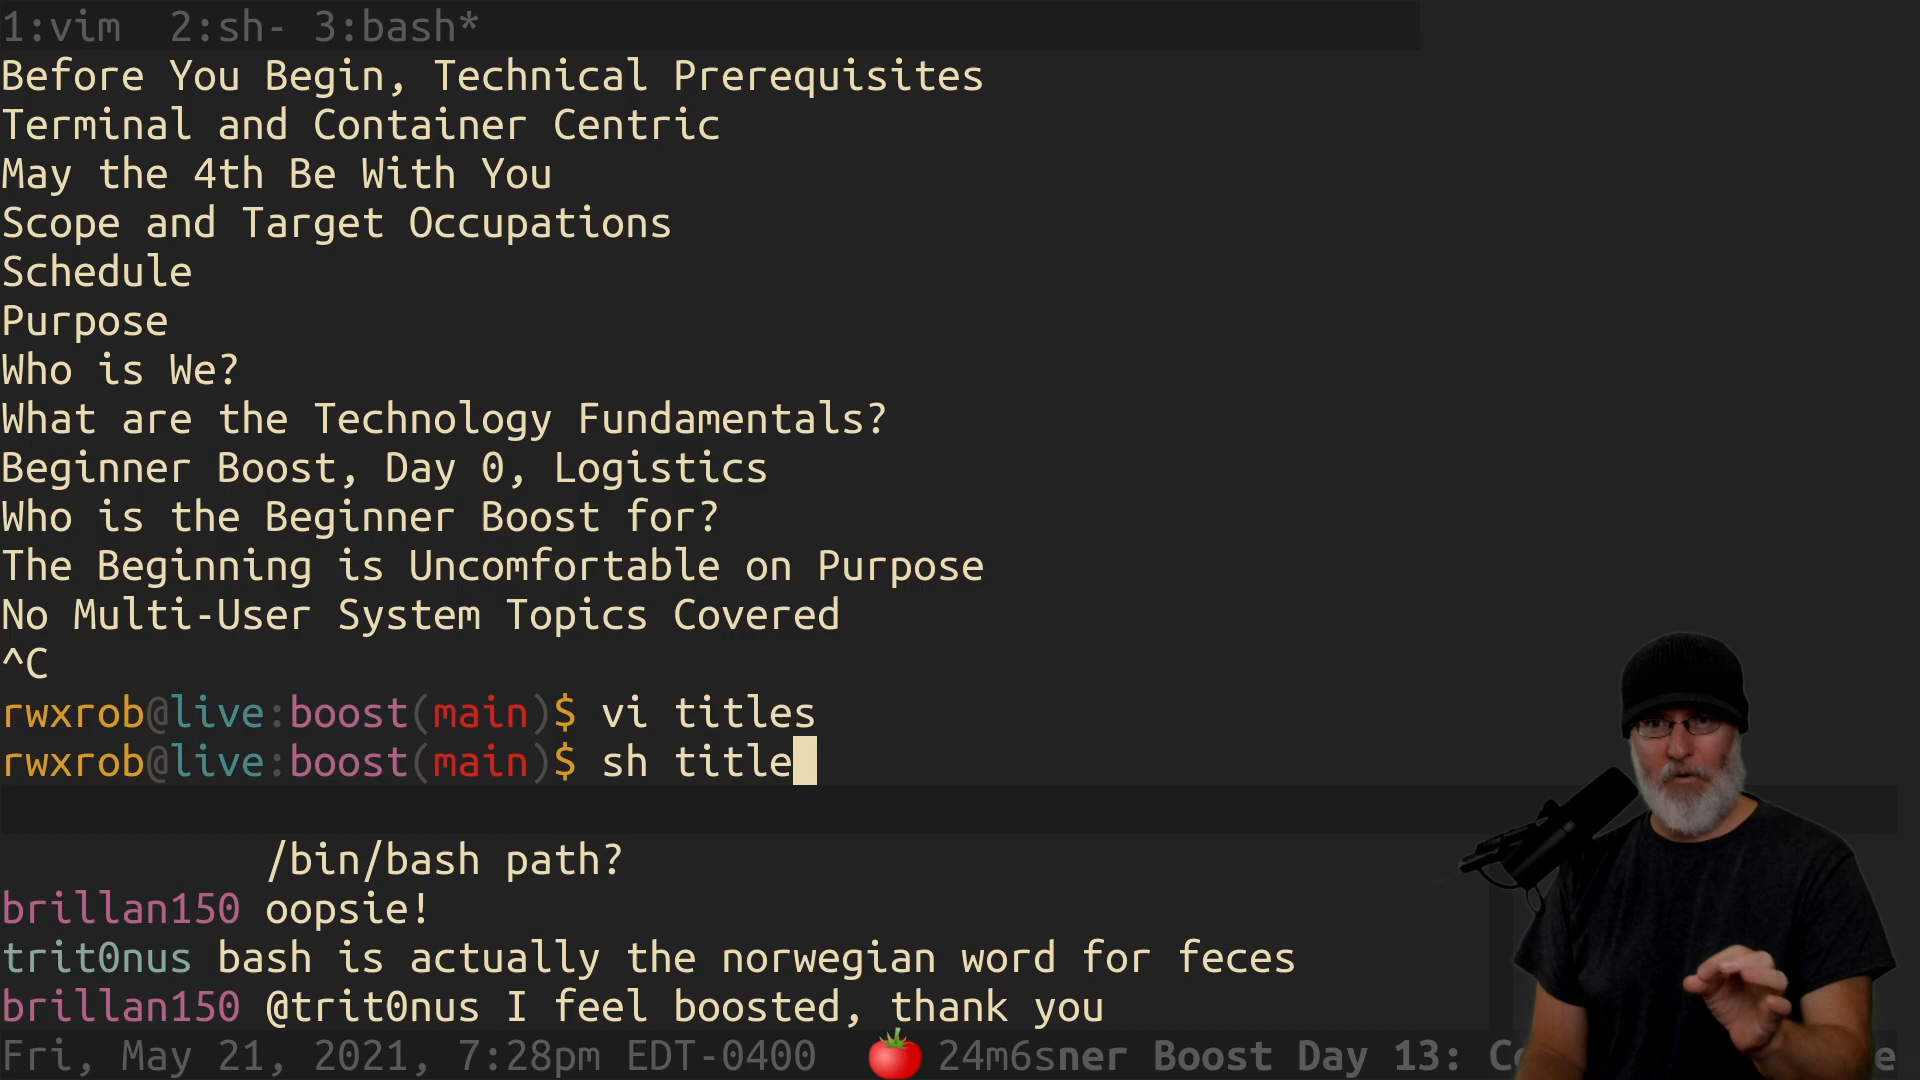 1:vim  2:sh- 3:bash*
Before You Begin, Technical Prerequisites
Terminal and Container Centric
May the 4th Be With You
Scope and Target Occupations
Schedule
Purpose
Who is We?
What are the Technology Fundamentals?
Beginner Boost, Day 0, Logistics
Who is the Beginner Boost for?
The Beginning is Uncomfortable on Purpose
No Multi-User System Topics Covered
^C
rwxrob@live:boost(main)$ vi titles
rwxrob@live:boost(main)$ sh title
/bin/bash path?
brillan150 oopsie!
trit0nus bash is actually the norwegian word for feces
brillan150 @trit0nus I feel boosted, thank you
Fri, May 21, 2021, 7:28pm EDT-0400 🍅 24m6sner Boost Day 13: